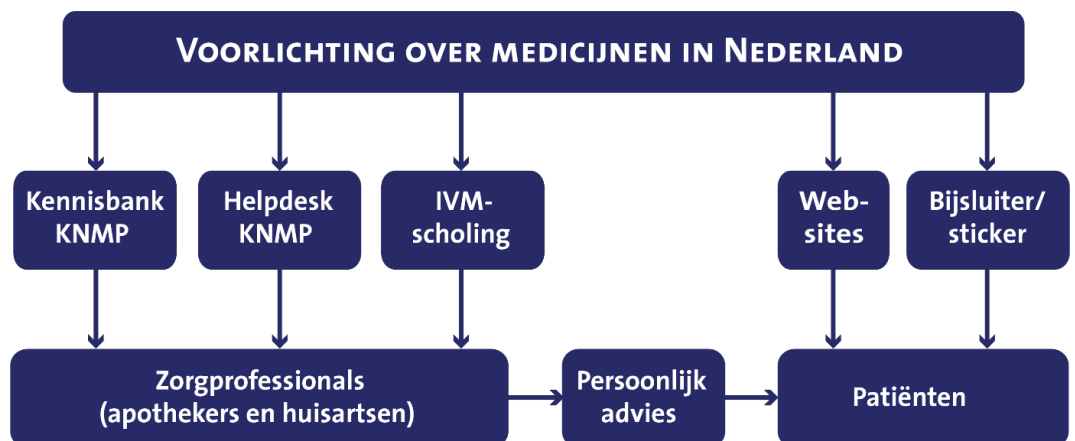 Voorlichting over medicijnen in Nederland
Kennisbank
KNMP
Helpdesk
KNMP
IVM-
scholing
Web-
sites
Bijsluiter/
sticker
Zorgprofessionals
(apothekers en huisartsen)
Persoonlijk
advies
Patiënten